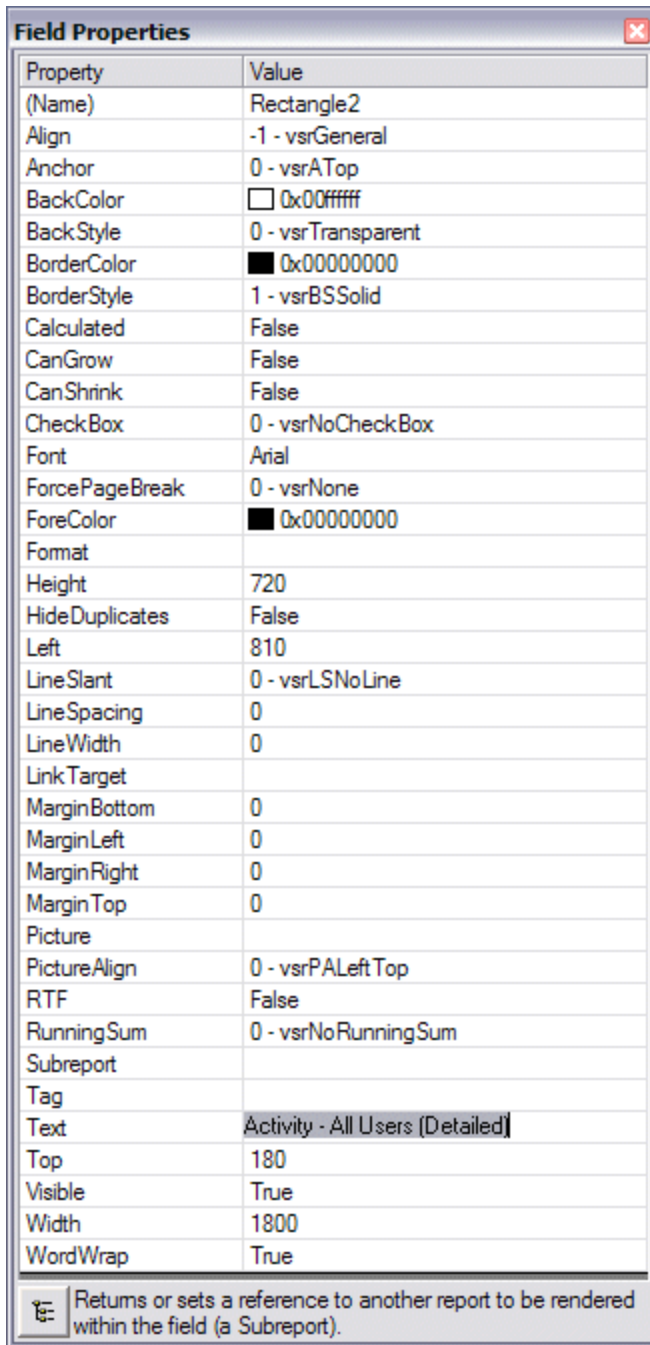 Field Properties
Property Value
(Name) Rectangle2
Align -1 - vsrGeneral
Anchor 0 - vsrATop
BackColor 0x00ffffff
BackStyle 0 - vsrTransparent
BorderColor 0x00000000
BorderStyle 1 - vsrBSSolid
Calculated False
CanGrow False
CanShrink False
CheckBox 0 - vsrNoCheckBox
Font Arial
ForcePageBreak 0 - vsrNone
ForeColor 0x00000000
Format
Height 720
HideDuplicates False
Left 810
LineSlant 0 - vsrLSNoLine
LineSpacing 0
LineWidth 0
LinkTarget
MarginBottom 0
MarginLeft 0
MarginRight 0
MarginTop 0
Picture
PictureAlign 0 - vsrPALeftTop
RTF False
RunningSum 0 - vsrNoRunningSum
Subreport
Tag
Text Activity - All Users (Detailed)
Top 180
Visible True
Width 1800
WordWrap True
Returns or sets a reference to another report to be rendered
within the field (a Subreport).